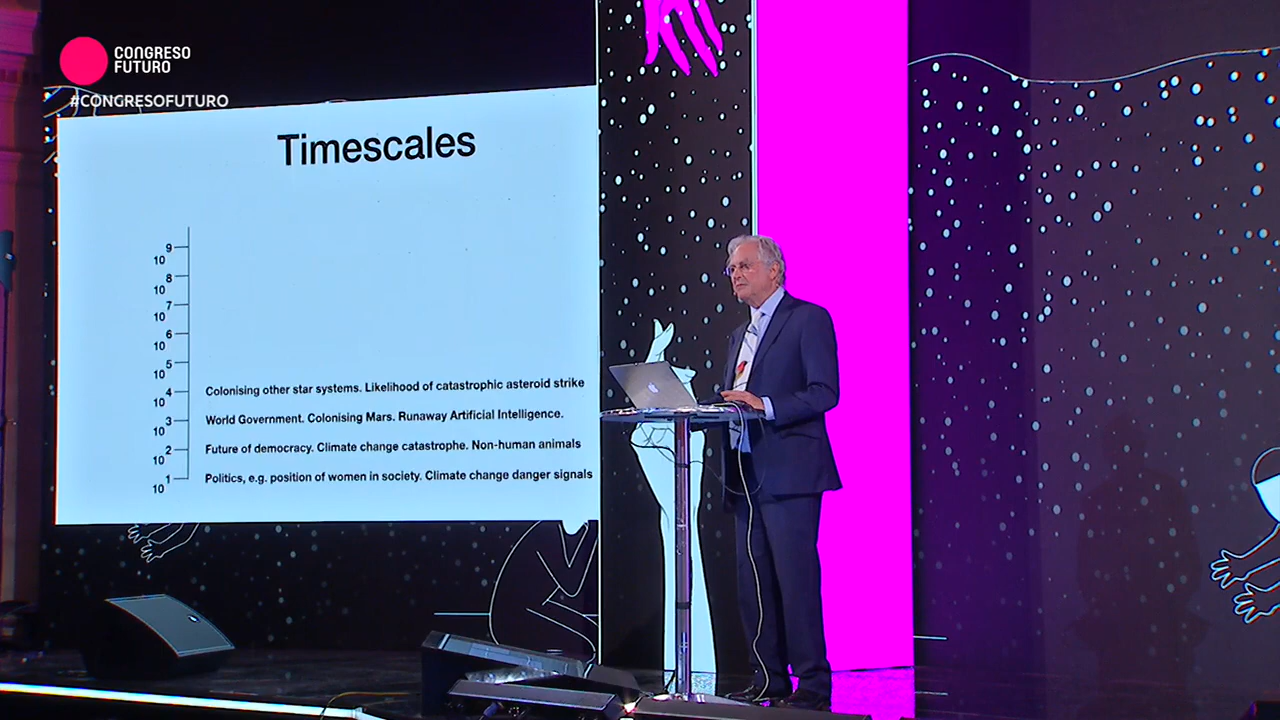 CONGRESO
FUTURO
#CONGRESOFUTURO
Timescales
10 9
10 8
10 7
10 6
10 5
10 4 Colonising other star systems. Likelihood of catastrophic asteroid strike
10 3 World Government. Colonising Mars. Runaway Artificial Intelligence.
10 2 Future of democracy. Climate change catastrophe. Non-human animals
10 1 Politics, e.g. position of women in society. Climate change danger signals